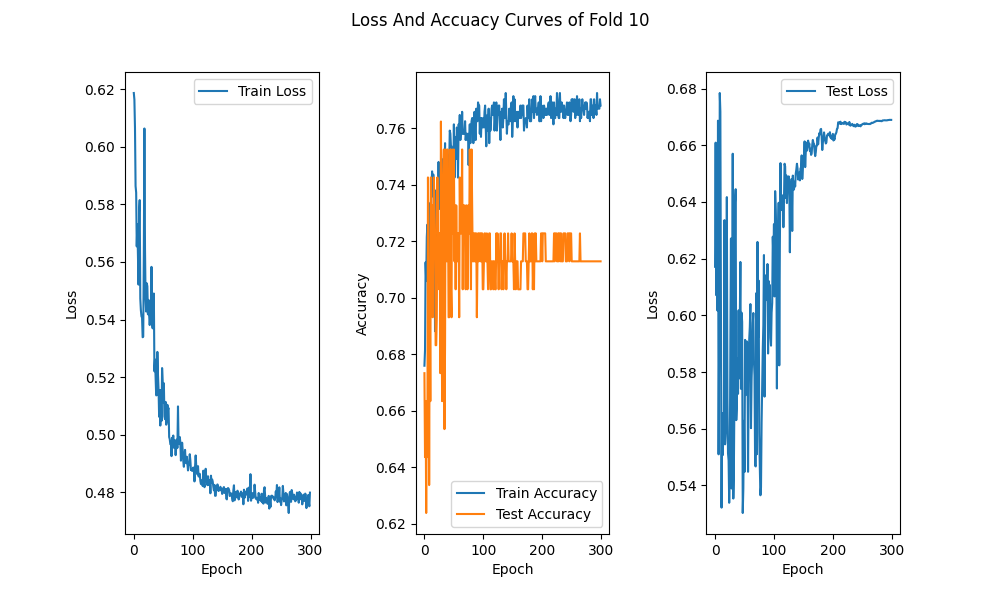 Loss And Accuacy Curves of Fold 10
Train Loss
0.62
0.60
0.58
0.56
0.54
0.52
0.50
0.48
Loss
0 100 200 300
Epoch
0.76
0.74
0.72
0.70
0.68
0.66
0.64
0.62
Accuracy
Train Accuracy
Test Accuracy
0 100 200 300
Epoch
Test Loss
0.68
0.66
0.64
0.62
0.60
0.58
0.56
0.54
Loss
0 100 200 300
Epoch